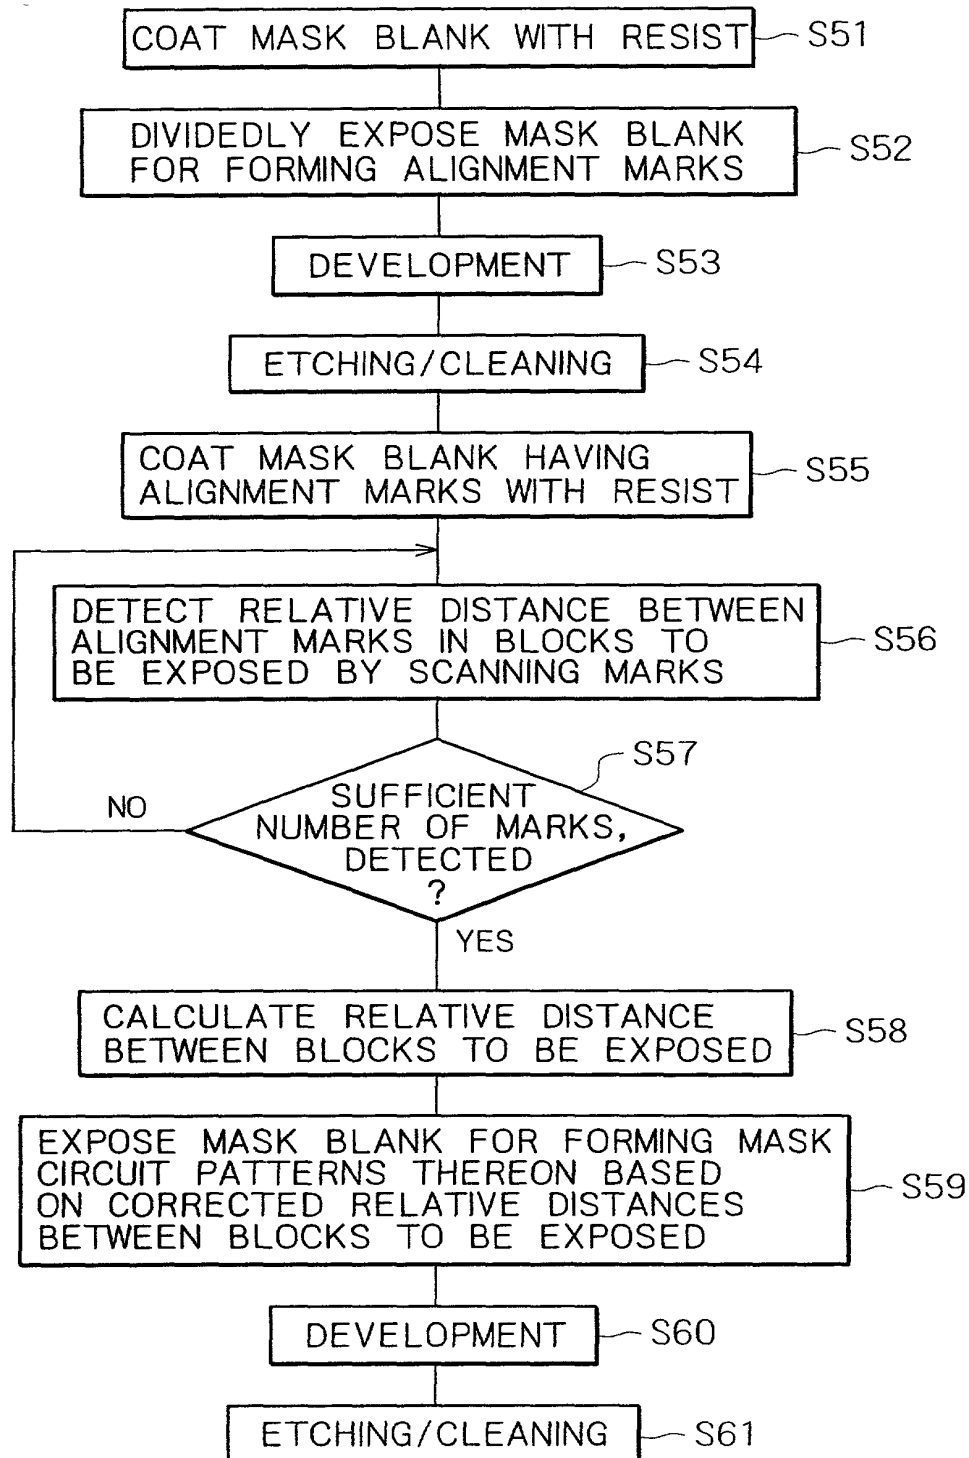 COAT MASK BLANK WITH RESIST
S51
DIVIDEDLY EXPOSE MASK BLANK
FOR FORMING ALIGNMENT MARKS
S52
DEVELOPMENT
S53
ETCHING/CLEANING
S54
COAT MASK BLANK HAVING
ALIGNMENT MARKS WITH RESIST
S55
DETECT RELATIVE DISTANCE BETWEEN
ALIGNMENT MARKS IN BLOCKS TO
BE EXPOSED BY SCANNING MARKS
S56
S57
SUFFICIENT
NUMBER OF MARKS,
DETECTED
?
NO
YES
CALCULATE RELATIVE DISTANCE
BETWEEN BLOCKS TO BE EXPOSED
S58
EXPOSE MASK BLANK FOR FORMING MASK
CIRCUIT PATTERNS THEREON BASED
ON CORRECTED RELATIVE DISTANCES
BETWEEN BLOCKS TO BE EXPOSED
S59
DEVELOPMENT
S60
ETCHING/CLEANING
S61